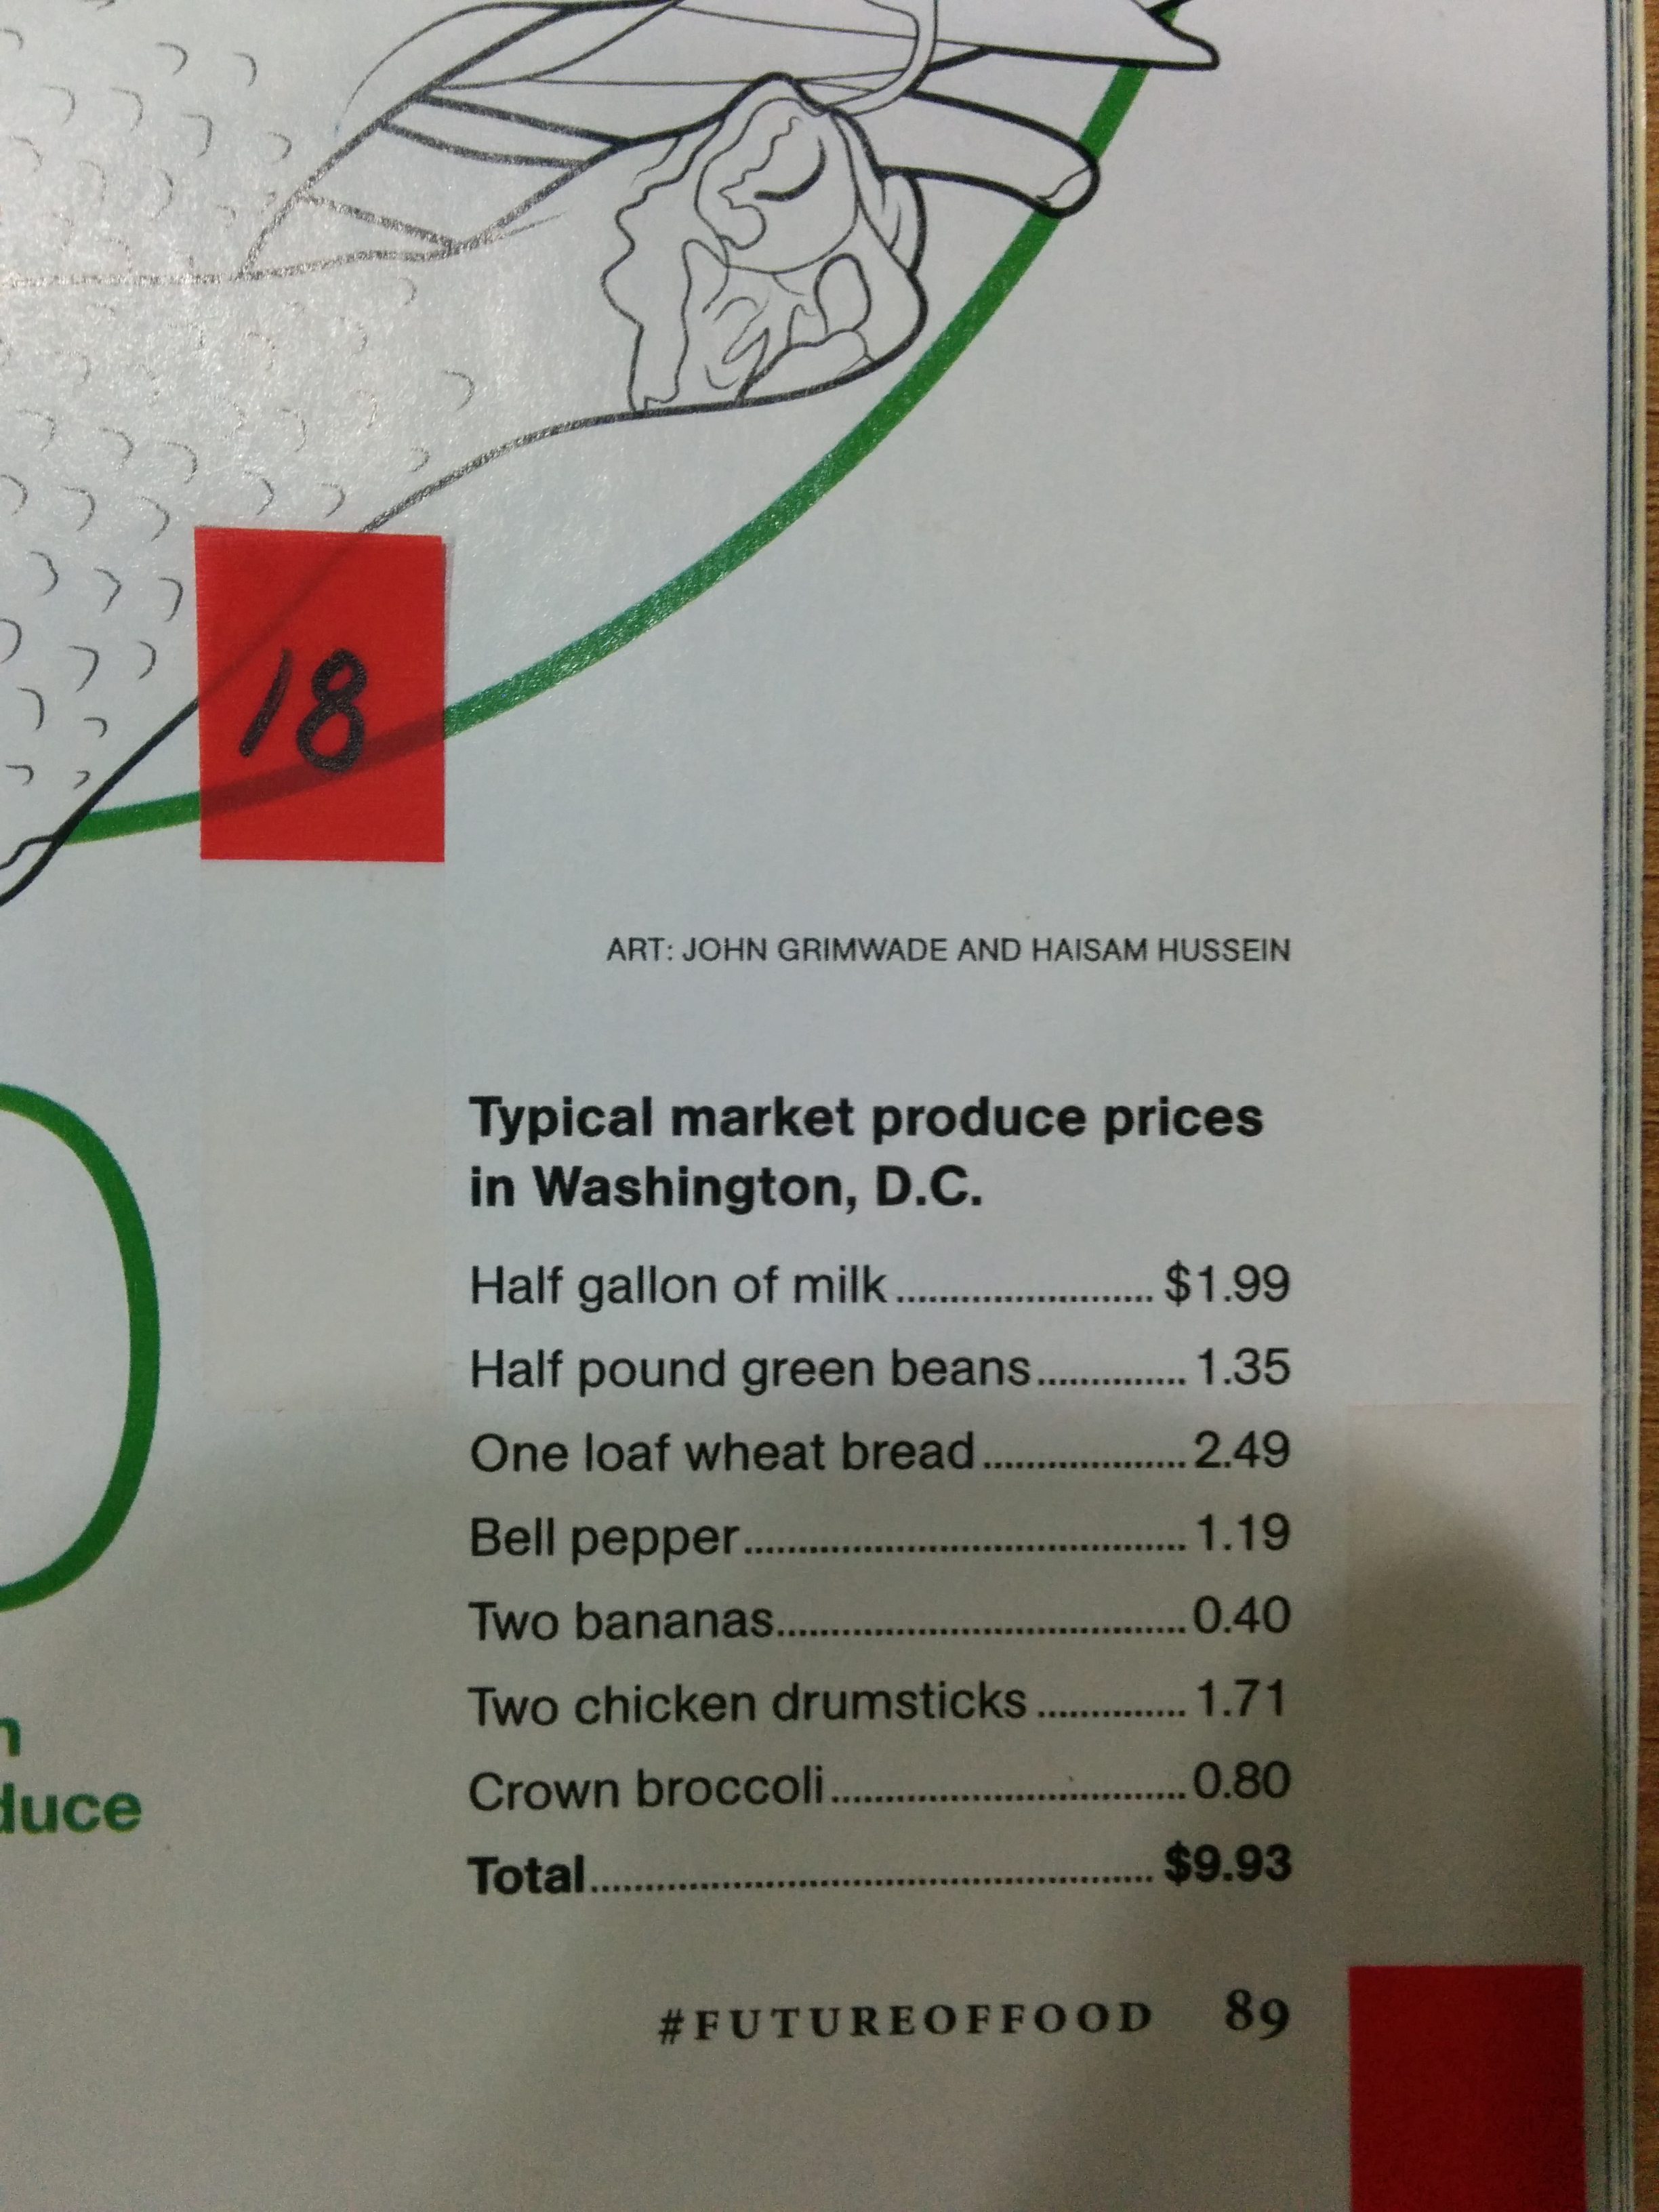 18
ART: JOHN GRIMWADE AND HAISAM HUSSEIN
Typical market produce prices
in Washington, D.C.
Half gallon of milk........................ $1.99
Half pound green beans.............. 1.35
One loaf wheat bread................... 2.49
Bell pepper......................................... 1.19
Two bananas......................................0.40
Two chicken drumsticks .............. 1.71
Crown broccoli.................................0.80
Total.................................................... $9.93
#FUTUREOFFOOD 89